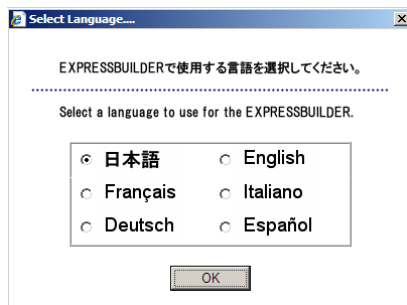 Select Language....
EXPRESSBUILDERで使用する言語を選択してください。
Select a language to use for the EXPRESSBUILDER.
日本語 English
Français Italiano
Deutsch Español
OK